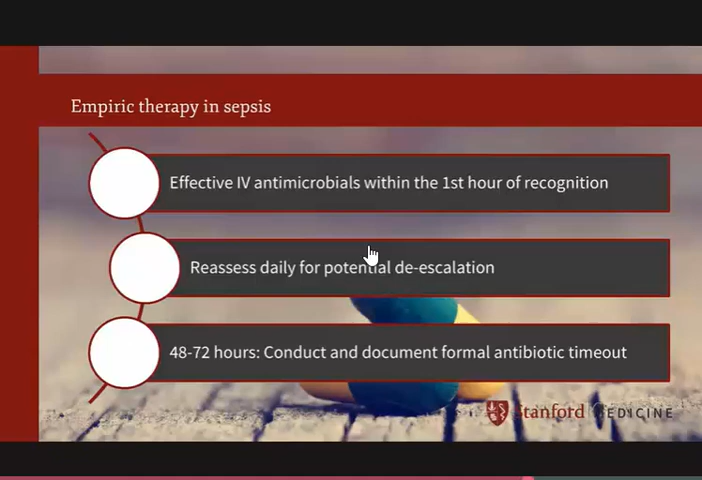 Empiric therapy in sepsis
Effective IV antimicrobials within the 1st hour of recognition
Reassess daily for potential de-escalation
48-72 hours: Conduct and document formal antibiotic timeout
Stanford MEDICINE